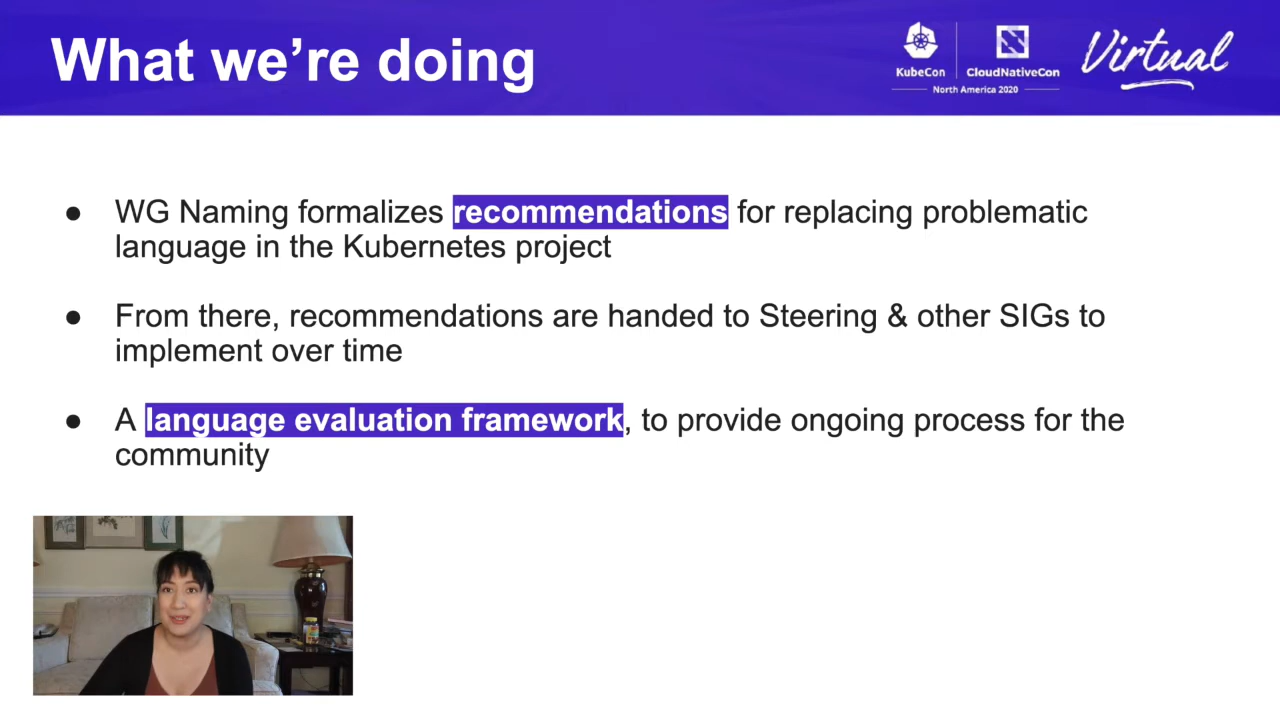 What we're doing
KubeCon
CloudNativeCon
North America 2020
Virtual
● WG Naming formalizes recommendations for replacing problematic
language in the Kubernetes project
● From there, recommendations are handed to Steering & other SIGs to
implement over time
● A language evaluation framework, to provide ongoing process for the
community